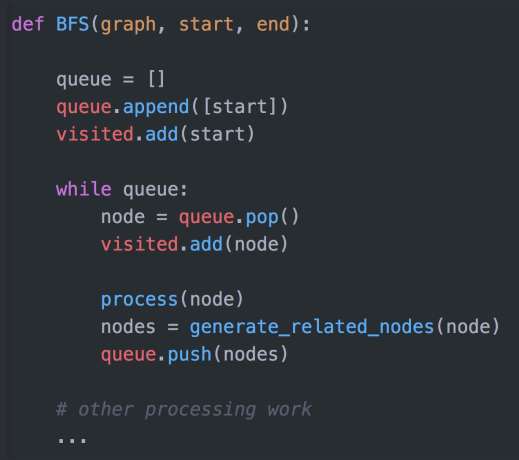 def BFS(graph, start, end):
queue = []
queue.append([start])
visited.add(start)
while queue:
node = queue.pop()
visited.add(node)
process(node)
nodes = generate_related_nodes(node)
queue.push(nodes)
# other processing work
...